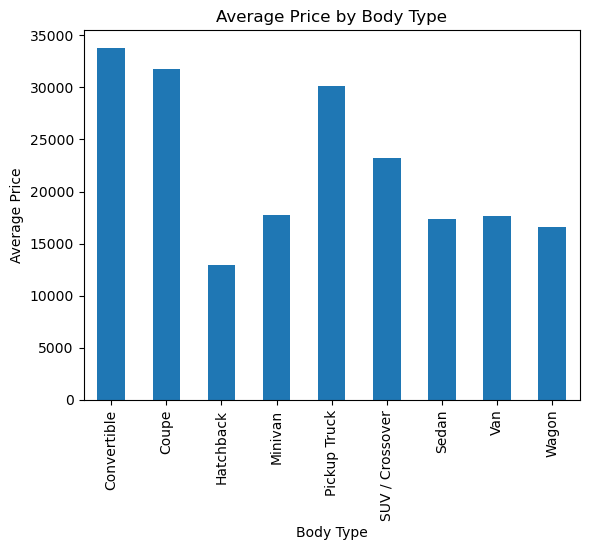 Average Price by Body Type
Average Price
35000
30000
25000
20000
15000
10000
5000
0
Convertible
Coupe
Hatchback
Minivan
Pickup Truck
SUV / Crossover
Sedan
Van
Wagon
Body Type